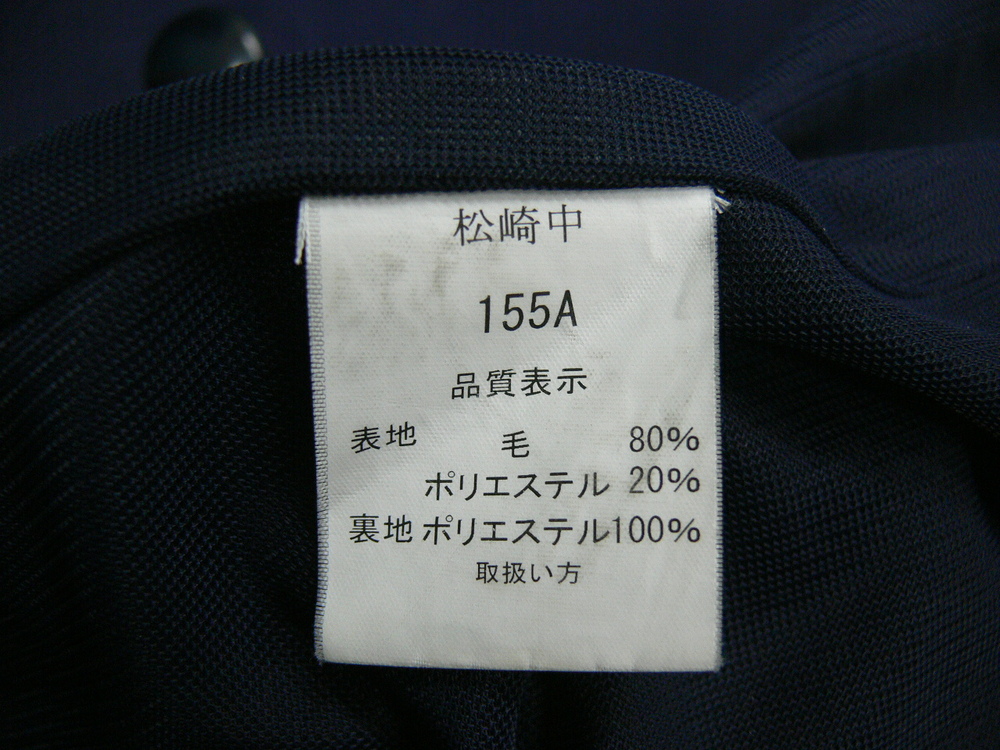 松崎中
155A
品質表示
表地 毛 80%
ポリエステル 20%
裏地 ポリエステル100%
取扱い方